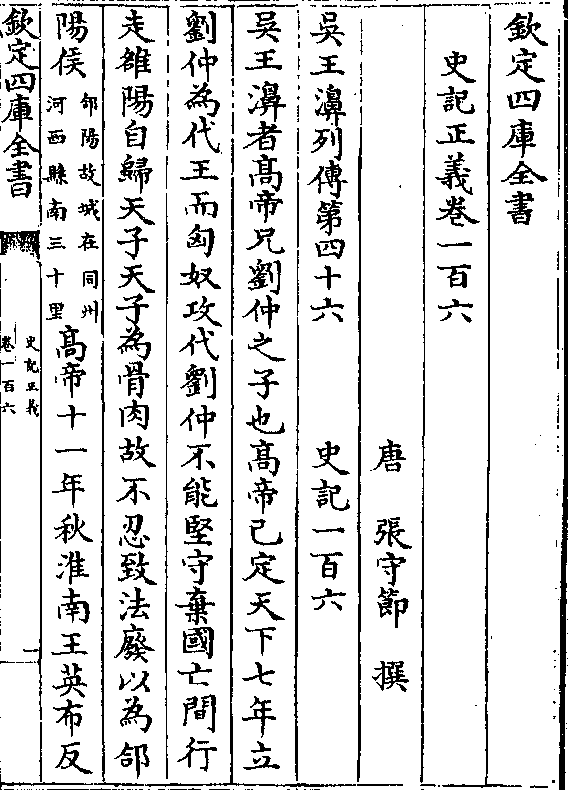 欽定四庫全書
史記正義卷一百六
唐 張守節 撰
吳王濞列傳第四十六 史記一百六
吳王濞者髙帝兄劉仲之子也髙帝已定天下七年立
劉仲為代王而匈奴攻代劉仲不能堅守棄國亡間行
走雒陽自歸天子天子為骨肉故不忍致法廢以為郃
陽侯郃陽故城在同州河西縣南三十里髙帝十一年秋淮南王英布反
欽定四庫全書
史記正義
卷一百六
一